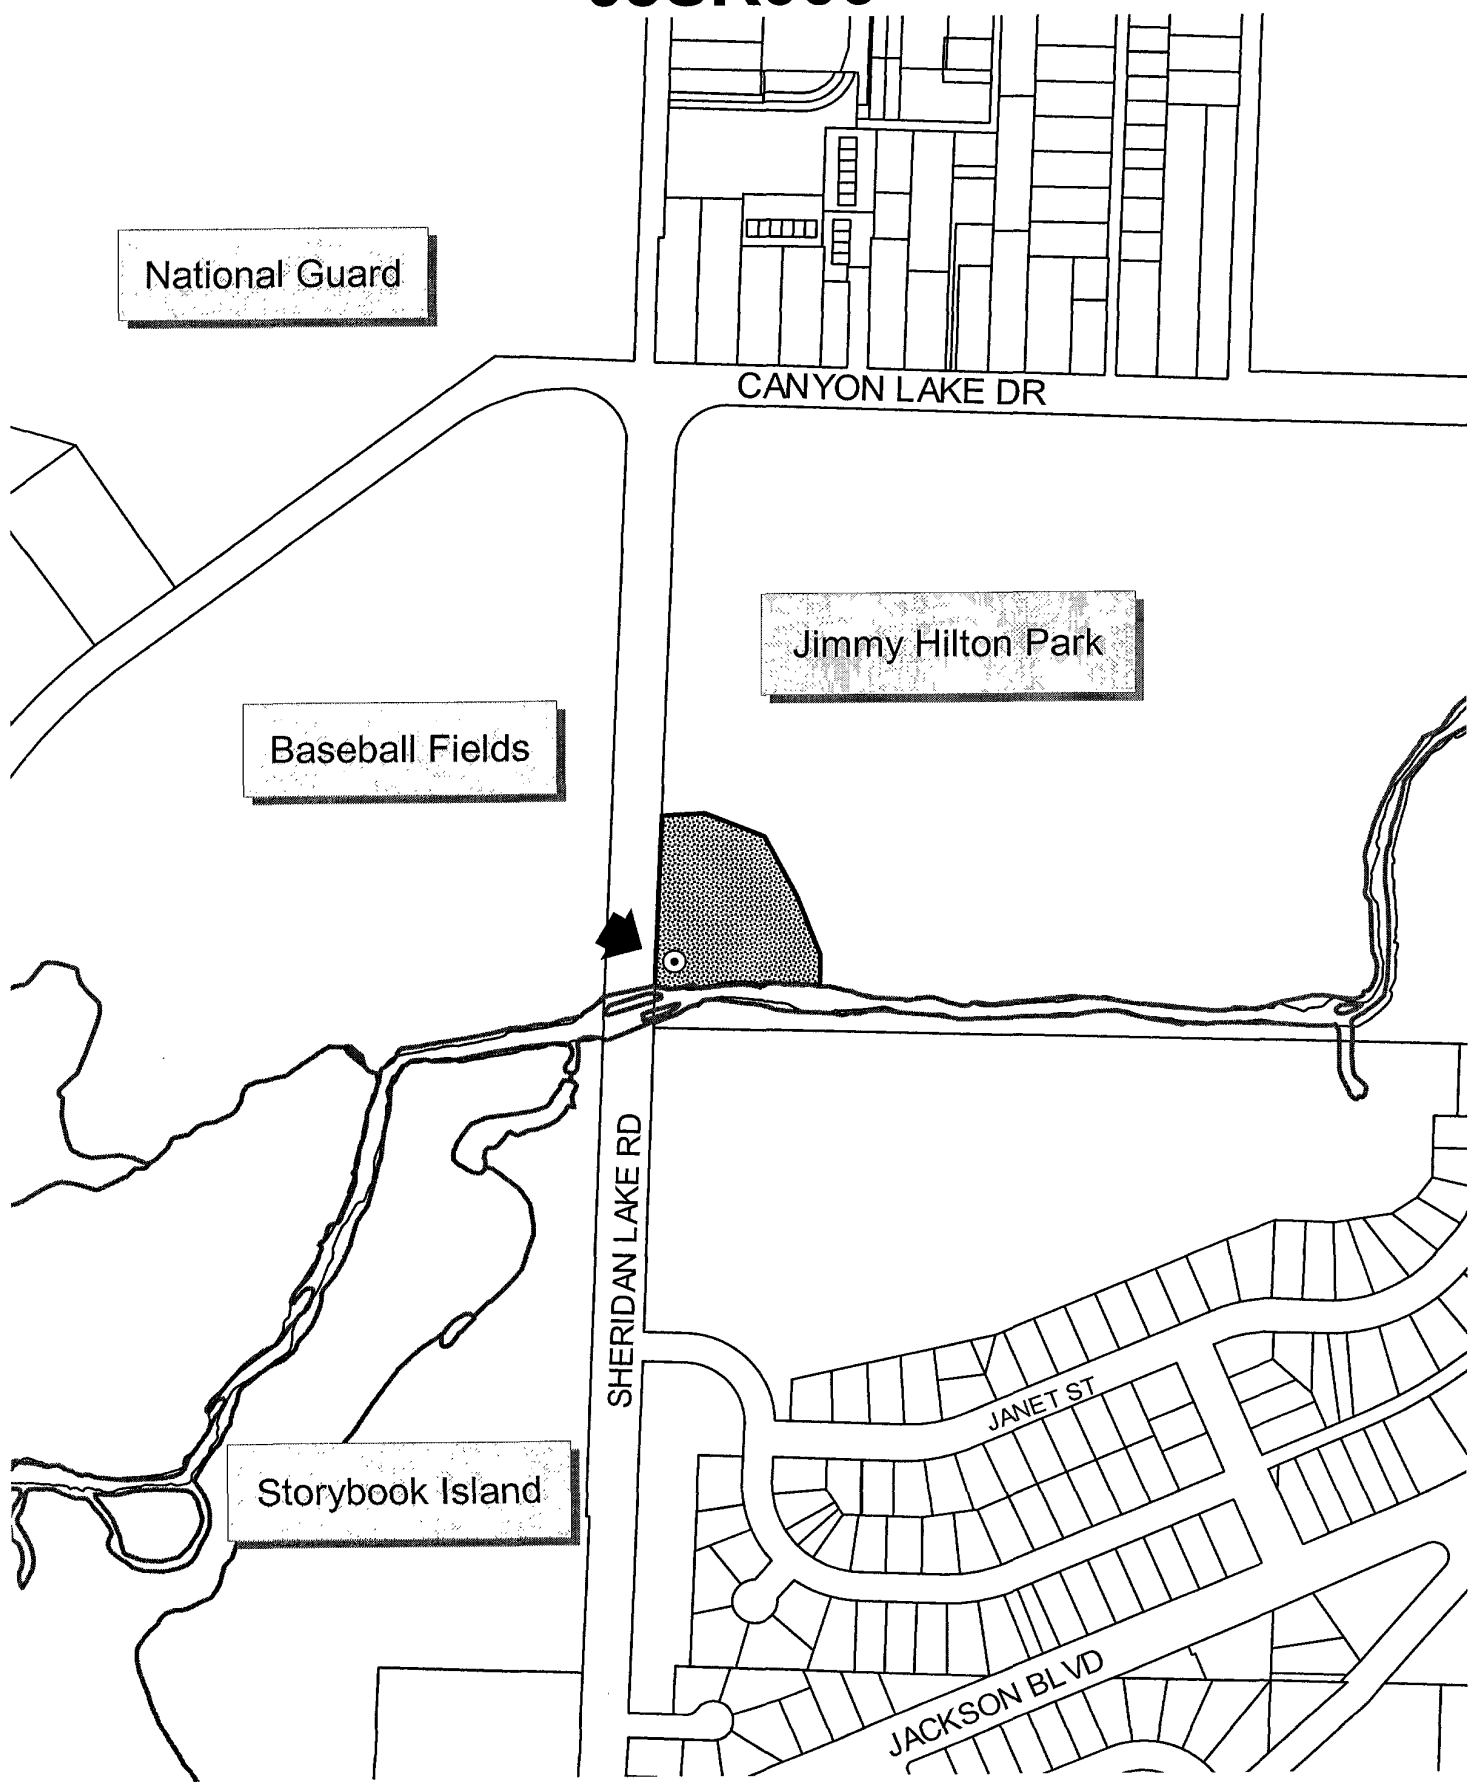 National Guard
CANYON LAKE DR
Jimmy Hilton Park
Baseball Fields
SHERIDAN LAKE RD
JANET ST
Storybook Island
JACKSON BLVD